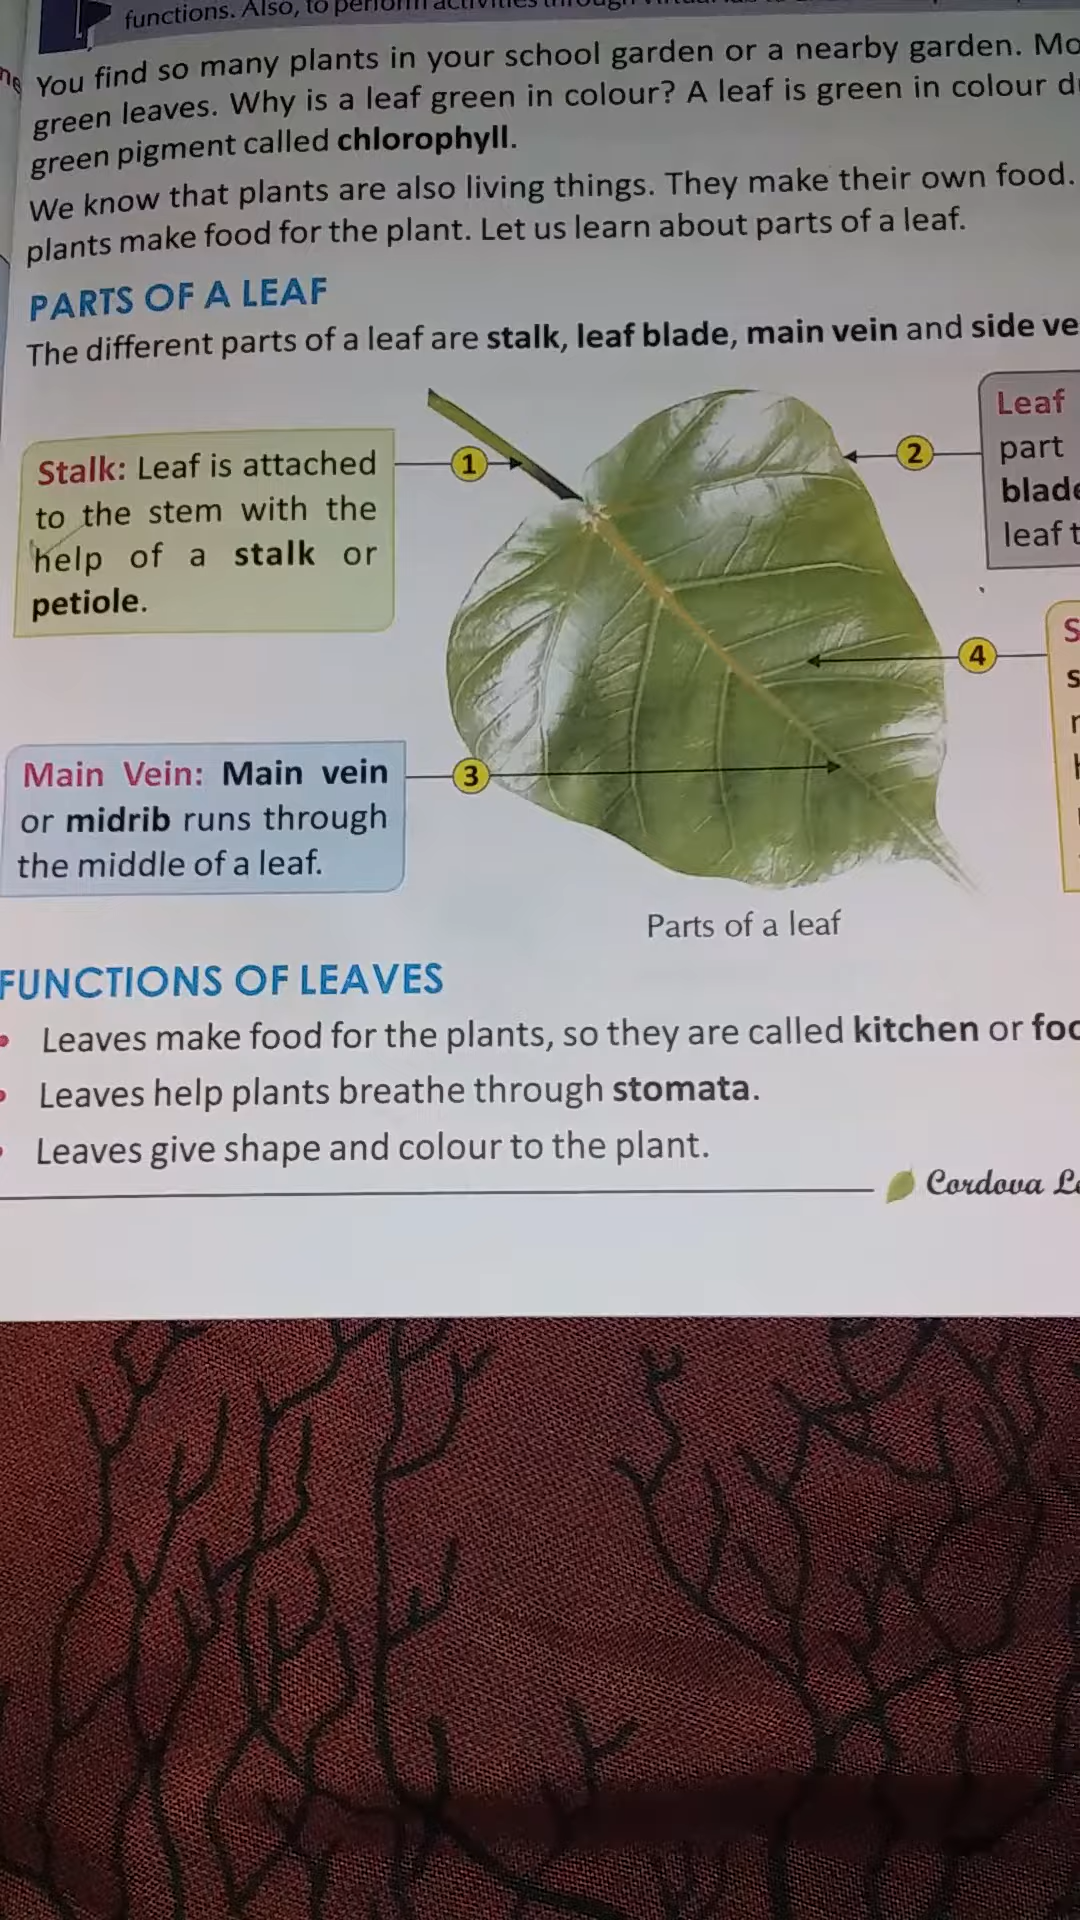 functions. Also, to perform activities through virtual
You find so many plants in your school garden or a nearby garden.
green leaves. Why is a leaf green in colour? A leaf is green in colour
green pigment called chlorophyll.
We know that plants are also living things. They make their own food.
plants make food for the plant. Let us learn about parts of a leaf.
PARTS OF A LEAF
The different parts of a leaf are stalk, leaf blade, main vein and side
Stalk: Leaf is attached
to the stem with the
help of a stalk or
petiole.
1
2
Leaf
part
blade
leaf
4
Main Vein: Main vein
or midrib runs through
the middle of a leaf.
3
Parts of a leaf
FUNCTIONS OF LEAVES
• Leaves make food for the plants, so they are called kitchen or
• Leaves help plants breathe through stomata.
• Leaves give shape and colour to the plant.
Cordova